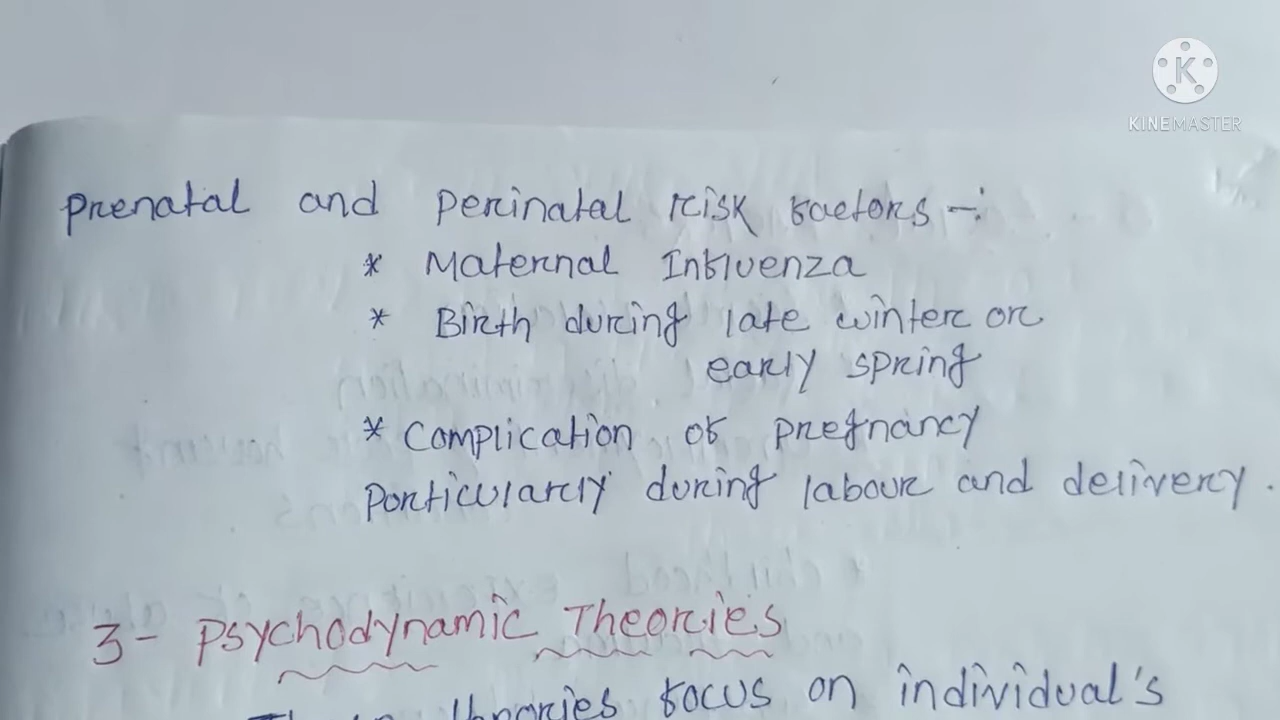 K
KINEMASTER
Prenatal and Perinatal risk factors -:
* Maternal Influenza
* Birth during late winter or
early spring
* Complication of pregnancy
Particularly during labour and delivery.
3- Psychodynamic Theories
theories focus on individual's